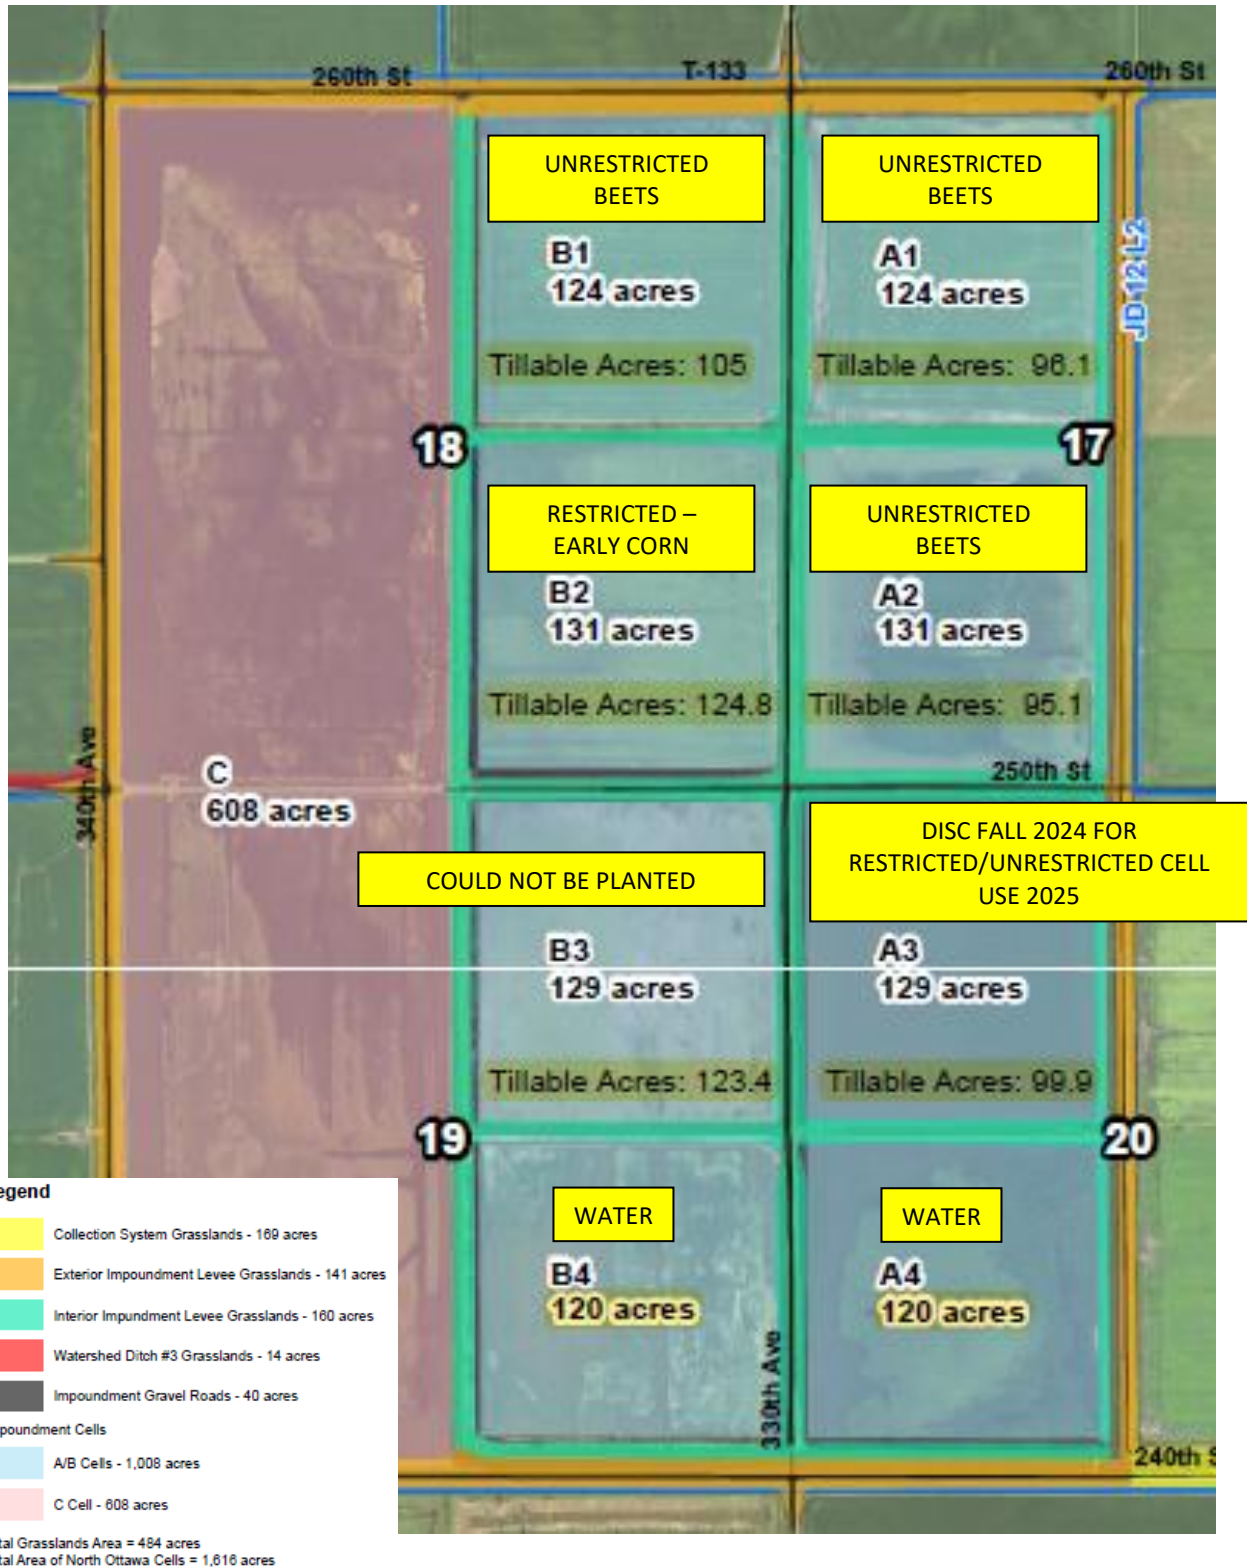 260th St
T-133
260th St
UNRESTRICTED
BEETS
UNRESTRICTED
BEETS
B1
124 acres
A1
124 acres
JD 12 L-2
Tillable Acres: 105
Tillable Acres: 96.1
18
17
RESTRICTED –
EARLY CORN
UNRESTRICTED
BEETS
B2
131 acres
A2
131 acres
Tillable Acres: 124.8
Tillable Acres: 95.1
340th Ave
C
608 acres
250th St
COULD NOT BE PLANTED
DISC FALL 2024 FOR
RESTRICTED/UNRESTRICTED CELL
USE 2025
B3
129 acres
A3
129 acres
Tillable Acres: 123.4
Tillable Acres: 99.9
19
20
WATER
WATER
B4
120 acres
A4
120 acres
330th Ave
240th S
egend
Collection System Grasslands - 169 acres
Exterior Impoundment Levee Grasslands - 141 acres
Interior Impundment Levee Grasslands - 160 acres
Watershed Ditch #3 Grasslands - 14 acres
Impoundment Gravel Roads - 40 acres
poundment Cells
A/B Cells - 1,008 acres
C Cell - 608 acres
tal Grasslands Area = 484 acres
tal Area of North Ottawa Cells = 1,616 acres